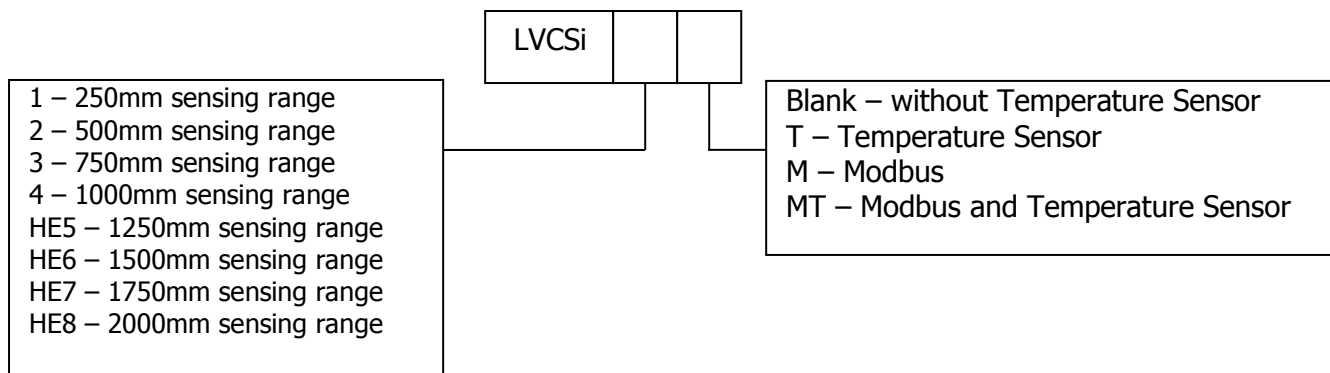 LVCSi
1 – 250mm sensing range
2 – 500mm sensing range
3 – 750mm sensing range
4 – 1000mm sensing range
HE5 – 1250mm sensing range
HE6 – 1500mm sensing range
HE7 – 1750mm sensing range
HE8 – 2000mm sensing range
Blank – without Temperature Sensor
T – Temperature Sensor
M – Modbus
MT – Modbus and Temperature Sensor